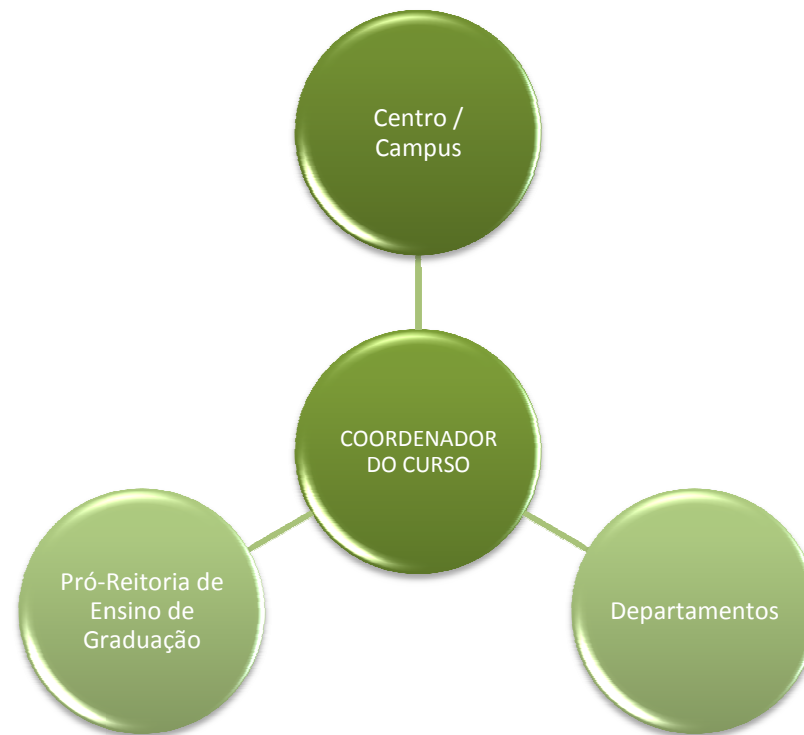 Centro /
Campus
COORDENADOR
DO CURSO
Pró-Reitoria de
Ensino de
Graduação
Departamentos